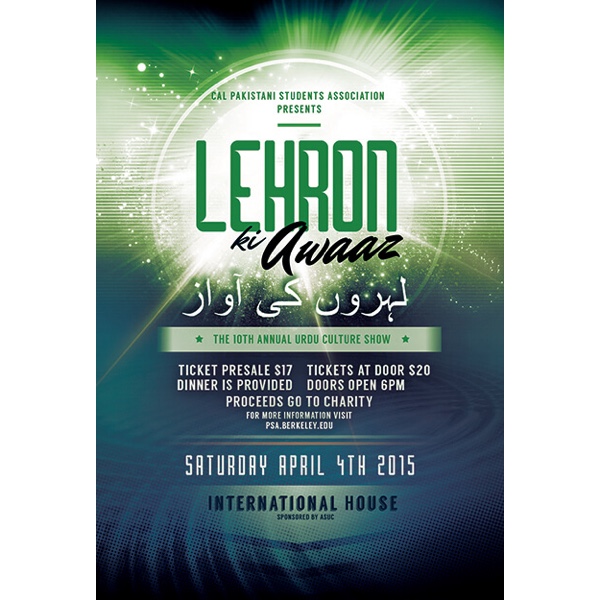 CAL PAKISTANI STUDENTS ASSOCIATION
PRESENTS
LEHRON
ki Awaaz
لہروں کی آواز
★ THE 10TH ANNUAL URDU CULTURE SHOW ★
TICKET PRESALE $17 TICKETS AT DOOR $20
DINNER IS PROVIDED DOORS OPEN 6PM
PROCEEDS GO TO CHARITY
FOR MORE INFORMATION VISIT
PSA.BERKELEY.EDU
SATURDAY APRIL 4TH 2015
INTERNATIONAL HOUSE
SPONSORED BY ASUC